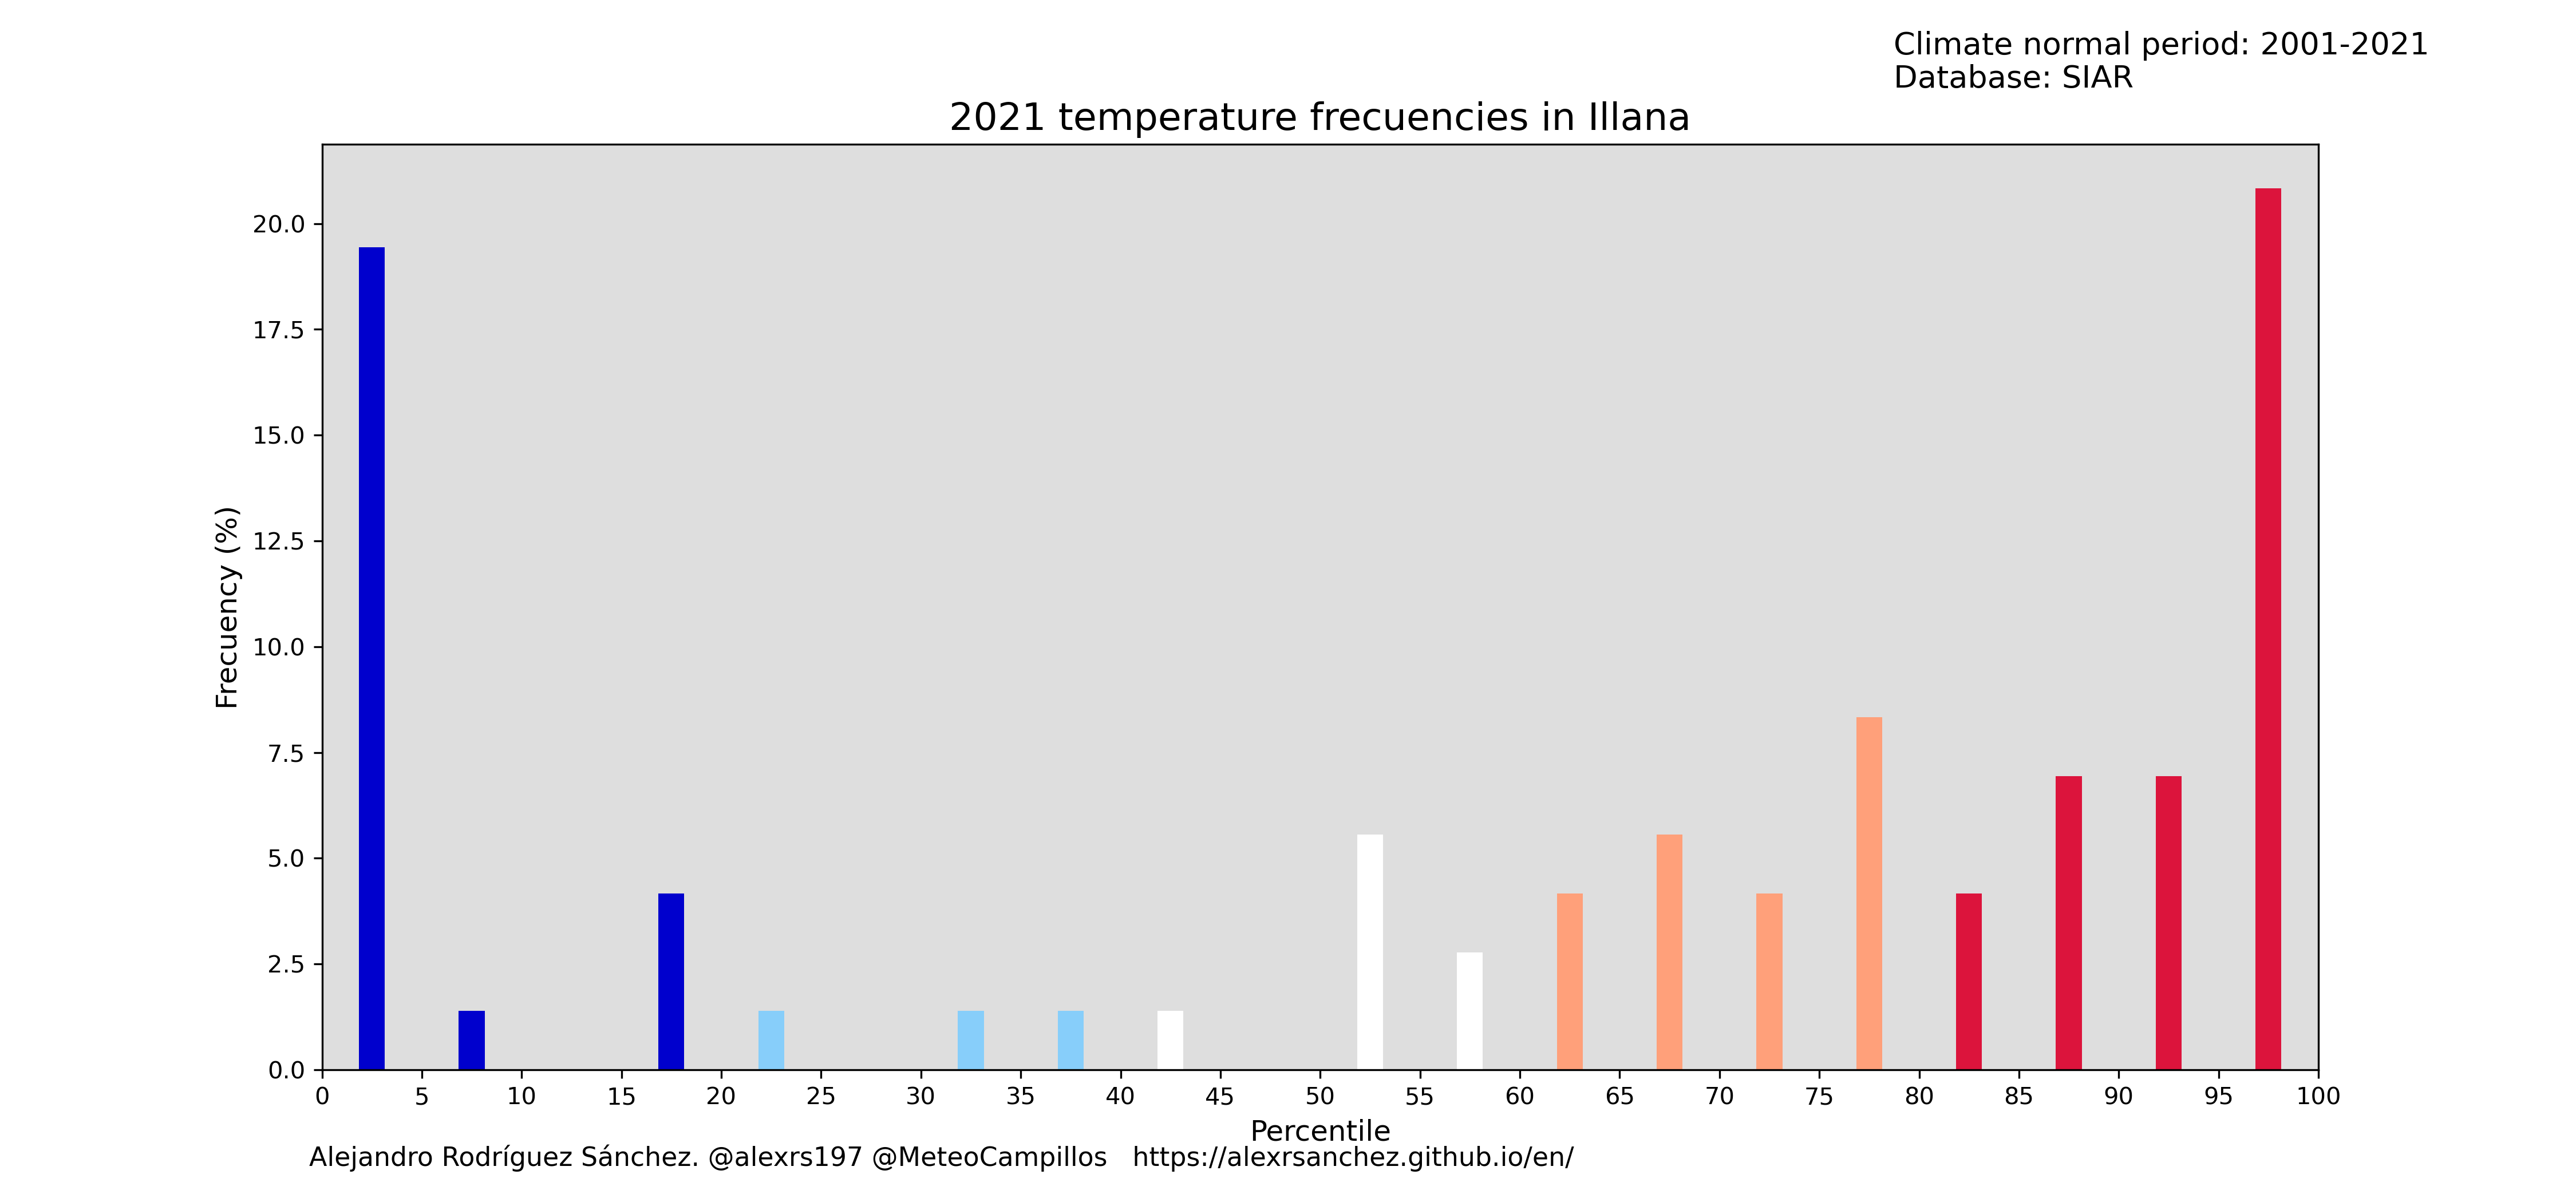 Climate normal period: 2001-2021
Database: SIAR
2021 temperature frecuencies in Illana
Frecuency (%)
20.0
17.5
15.0
12.5
10.0
7.5
5.0
2.5
0.0
0 5 10 15 20 25 30 35 40 45 50 55 60 65 70 75 80 85 90 95 100
Percentile
Alejandro Rodríguez Sánchez. @alexrs197 @MeteoCampillos https://alexrsanchez.github.io/en/